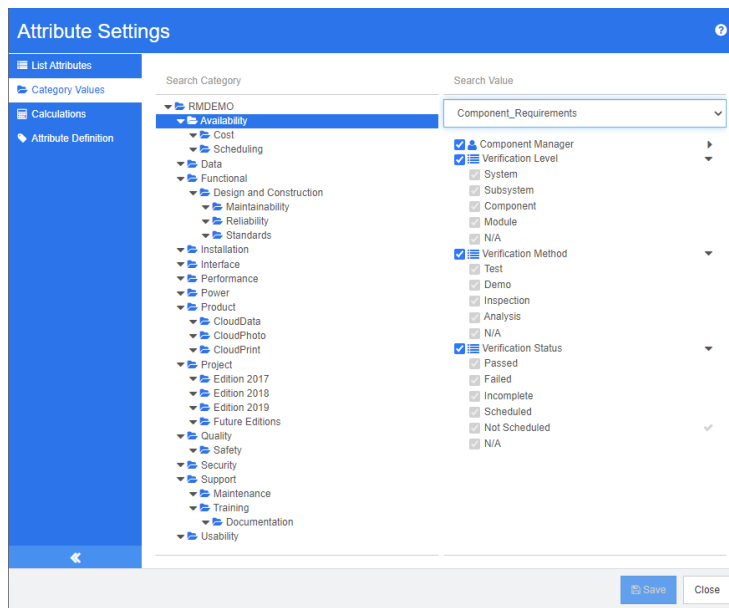 Attribute Settings
List Attributes
Category Values
Calculations
Attribute Definition
Search Category
RMDEMO
Availability
Cost
Scheduling
Data
Functional
Design and Construction
Maintainability
Reliability
Standards
Installation
Interface
Performance
Power
Product
CloudData
CloudPhoto
CloudPrint
Project
Edition 2017
Edition 2018
Edition 2019
Future Editions
Quality
Safety
Security
Support
Maintenance
Training
Documentation
Usability
Search Value
Component_Requirements
Component Manager
Verification Level
System
Subsystem
Component
Module
N/A
Verification Method
Test
Demo
Inspection
Analysis
N/A
Verification Status
Passed
Failed
Incomplete
Scheduled
Not Scheduled
N/A
Save
Close